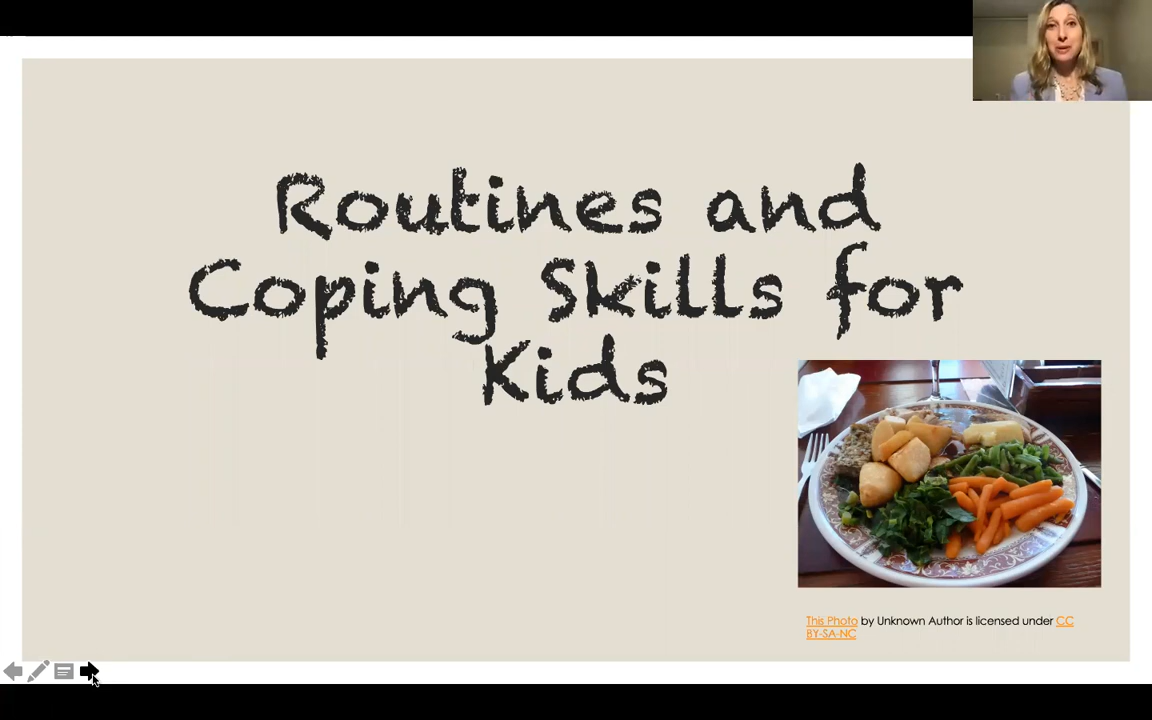 Routines and
Coping Skills for
Kids
This Photo by Unknown Author is licensed under CC
BY-SA-NC